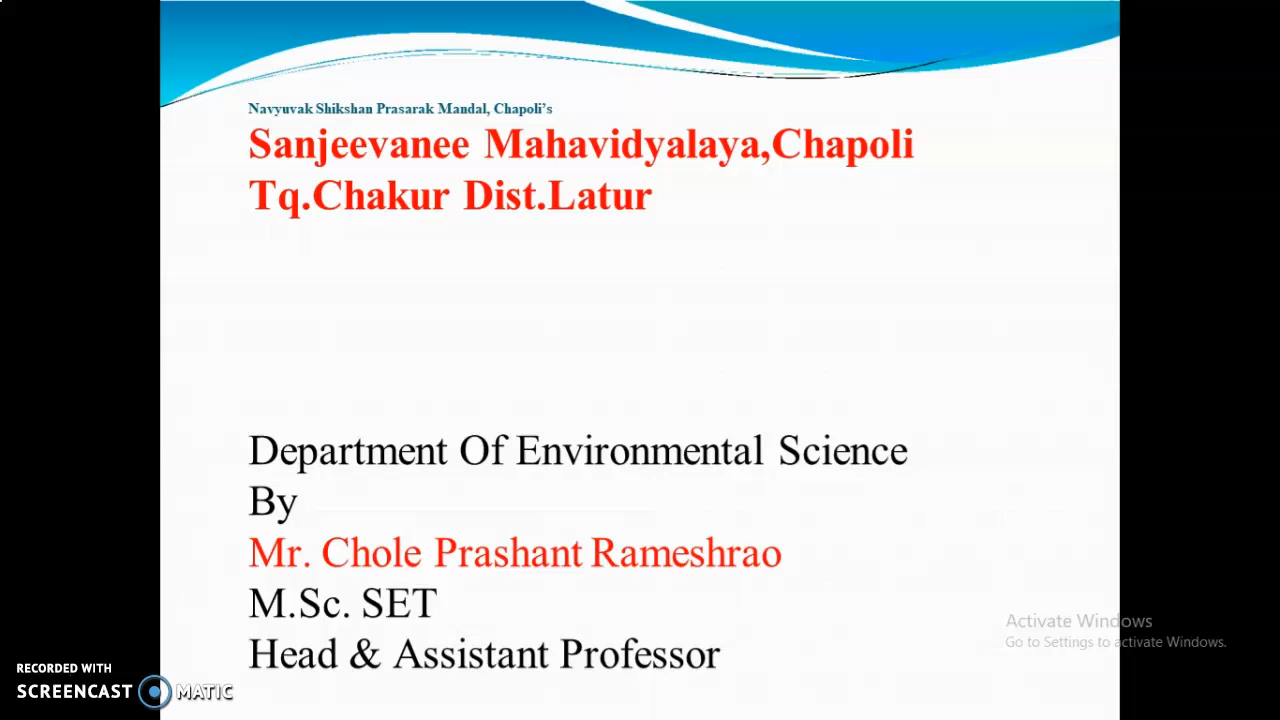 Navyuvak Shikshan Prasarak Mandal, Chapoli's
Sanjeevanee Mahavidyalaya,Chapoli
Tq.Chakur Dist.Latur
Department Of Environmental Science
By
Mr. Chole Prashant Rameshrao
M.Sc. SET
Head & Assistant Professor
Activate Windows
Go to Settings to activate Windows.
RECORDED WITH
SCREENCAST MATIC